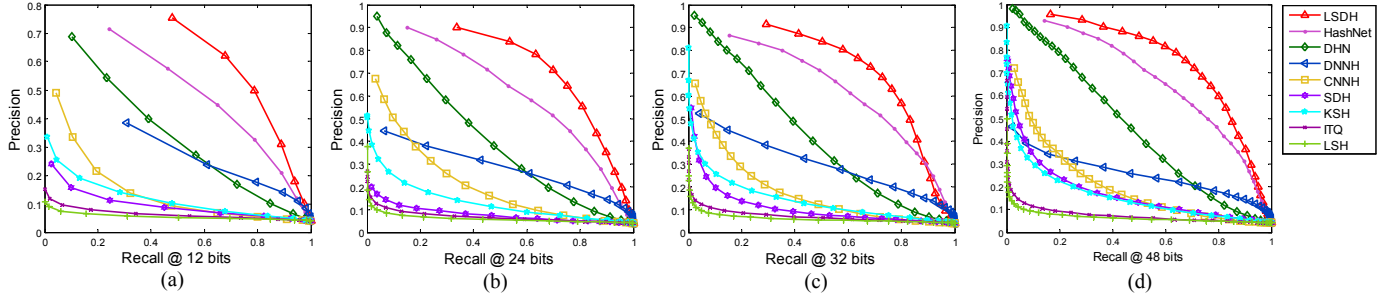 0.8
0.7
0.6
0.5
0.4
0.3
0.2
0.1
0
Precision
0 0.2 0.4 0.6 0.8 1
Recall @ 12 bits
(a)
1
0.9
0.8
0.7
0.6
0.5
0.4
0.3
0.2
0.1
0
Precision
0 0.2 0.4 0.6 0.8 1
Recall @ 24 bits
(b)
1
0.9
0.8
0.7
0.6
0.5
0.4
0.3
0.2
0.1
0
Precision
0 0.2 0.4 0.6 0.8 1
Recall @ 32 bits
(c)
1
0.9
0.8
0.7
0.6
0.5
0.4
0.3
0.2
0.1
0
Precision
0 0.2 0.4 0.6 0.8 1
Recall @ 48 bits
(d)
LSDH
HashNet
DHN
DNNH
CNNH
SDH
KSH
ITQ
LSH